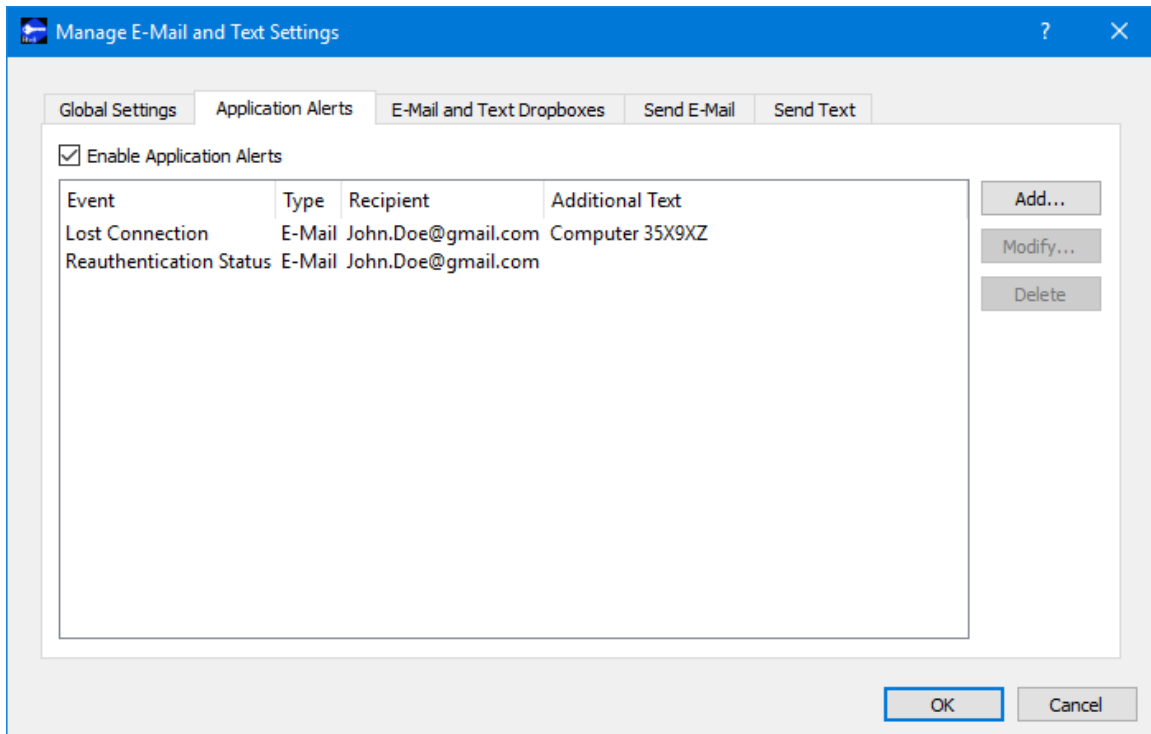 Manage E-Mail and Text Settings ?
Global Settings Application Alerts E-Mail and Text Dropboxes Send E-Mail Send Text
Enable Application Alerts
Event Type Recipient Additional Text Add...
Lost Connection E-Mail John.Doe@gmail.com Computer 35X9XZ
Modify...
Reauthentication Status E-Mail John.Doe@gmail.com
Delete
OK Cancel